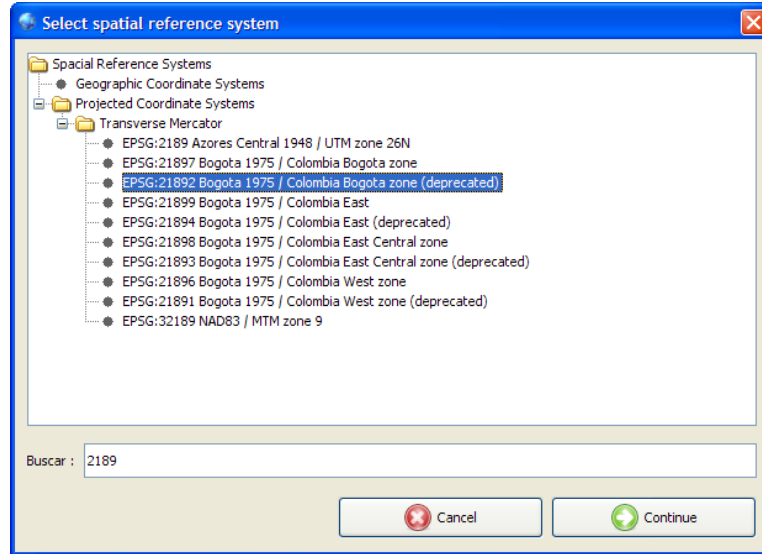 Select spatial reference system
Spacial Reference Systems
Geographic Coordinate Systems
Projected Coordinate Systems
Transverse Mercator
EPSG:2189 Azores Central 1948 / UTM zone 26N
EPSG:21897 Bogota 1975 / Colombia Bogota zone
EPSG:21892 Bogota 1975 / Colombia Bogota zone (deprecated)
EPSG:21899 Bogota 1975 / Colombia East
EPSG:21894 Bogota 1975 / Colombia East (deprecated)
EPSG:21898 Bogota 1975 / Colombia East Central zone
EPSG:21893 Bogota 1975 / Colombia East Central zone (deprecated)
EPSG:21896 Bogota 1975 / Colombia West zone
EPSG:21891 Bogota 1975 / Colombia West zone (deprecated)
EPSG:32189 NAD83 / MTM zone 9
Buscar : 2189
Cancel Continue